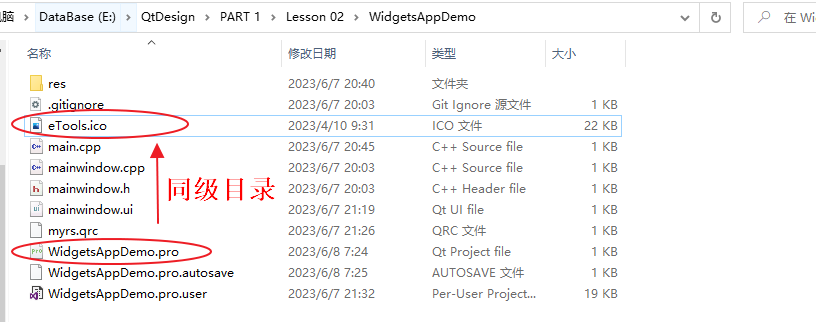 电脑 > DataBase (E:) > QtDesign > PART 1 > Lesson 02 > WidgetsAppDemo 在 Wi
名称 修改日期 类型 大小
res 2023/6/7 20:40 文件夹
.gitignore 2023/6/7 20:03 Git Ignore 源文件 1 KB
eTools.ico 2023/4/10 9:31 ICO 文件 22 KB
main.cpp 2023/6/7 20:45 C++ Source file 1 KB
mainwindow.cpp 2023/6/7 20:03 C++ Source file 1 KB
mainwindow.h 2023/6/7 20:03 C++ Header file 1 KB
同级目录
mainwindow.ui 2023/6/7 21:19 Qt UI file 1 KB
myrs.qrc 2023/6/7 21:26 QRC 文件 1 KB
WidgetsAppDemo.pro 2023/6/8 7:24 Qt Project file 1 KB
WidgetsAppDemo.pro.autosave 2023/6/8 7:25 AUTOSAVE 文件 1 KB
WidgetsAppDemo.pro.user 2023/6/7 21:32 Per-User Project... 19 KB